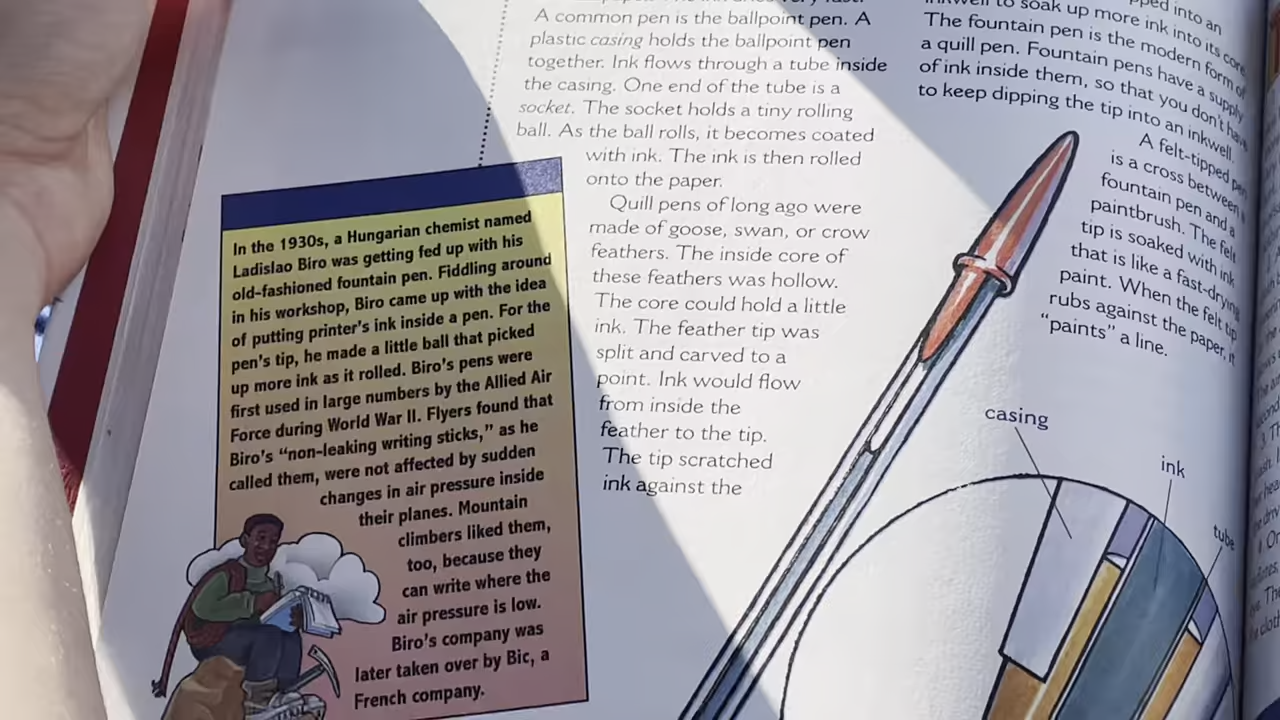 A common pen is the ballpoint pen. A
plastic casing holds the ballpoint pen
together. Ink flows through a tube inside
the casing. One end of the tube is a
socket. The socket holds a tiny rolling
ball. As the ball rolls, it becomes coated
with ink. The ink is then rolled
onto the paper.
Quill pens of long ago were
made of goose, swan, or crow
feathers. The inside core of
these feathers was hollow.
The core could hold a little
ink. The feather tip was
split and carved to a
point. Ink would flow
from inside the
feather to the tip.
The tip scratched
ink against the
In the 1930s, a Hungarian chemist named
Ladislao Biro was getting fed up with his
old-fashioned fountain pen. Fiddling around
in his workshop, Biro came up with the idea
of putting printer's ink inside a pen. For the
pen's tip, he made a little ball that picked
up more ink as it rolled. Biro's pens were
first used in large numbers by the Allied Air
Force during World War II. Flyers found that
Biro's "non-leaking writing sticks," as he
called them, were not affected by sudden
changes in air pressure inside
their planes. Mountain
climbers liked them,
too, because they
can write where the
air pressure is low.
Biro's company was
later taken over by Bic, a
French company.
into an
to soak up more ink into its core.
The fountain pen is the modern form of
a quill pen. Fountain pens have a supply
of ink inside them, so that you don't have
to keep dipping the tip into an inkwell.
A felt-tipped pen
is a cross between a
fountain pen and a
paintbrush. The felt
tip is soaked with ink
that is like a fast-drying
paint. When the felt tip
rubs against the paper, it
"paints" a line.
casing
ink
tube